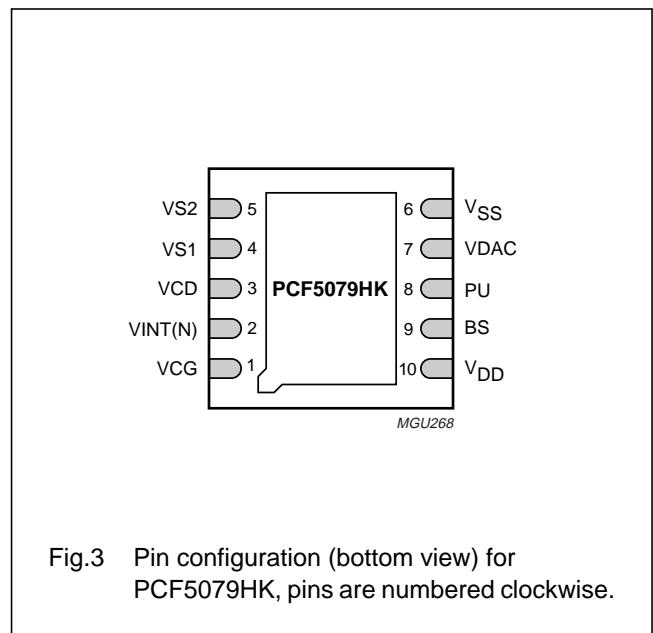 VS2 5 6 VSS
VS1 4 7 VDAC
VCD 3 PCF5079HK 8 PU
VINT(N) 2 9 BS
VCG 1 10 VDD
MGU268
Fig.3 Pin configuration (bottom view) for
PCF5079HK, pins are numbered clockwise.